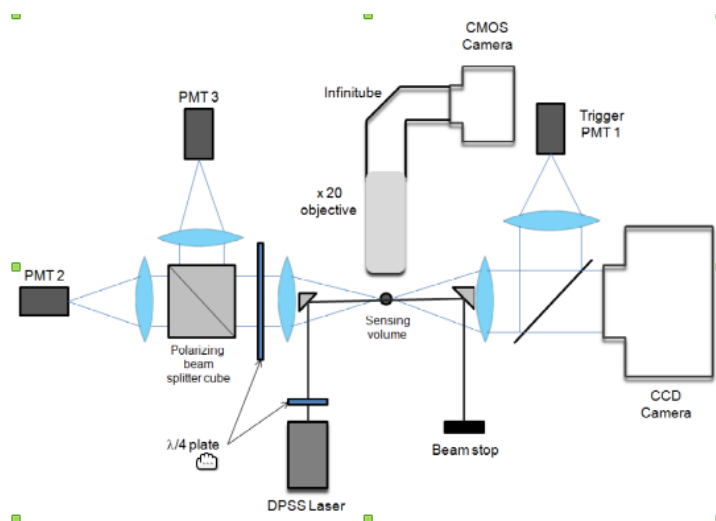 CMOS
Camera
Infinitube
PMT 3
Trigger
PMT 1
x 20
objective
PMT 2
Sensing
volume
Polarizing
beam
splitter cube
CCD
Camera
λ/4 plate
Beam stop
DPSS Laser